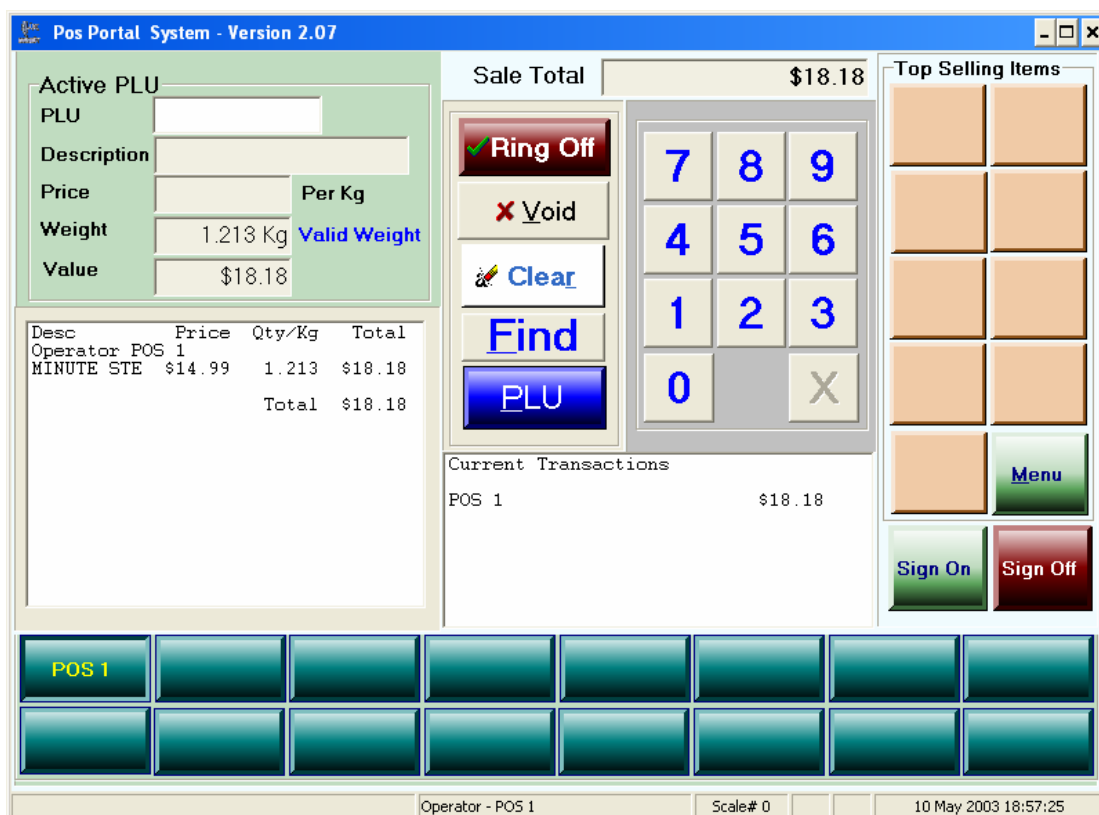 Pos Portal System - Version 2.07
Active PLU
PLU
Description
Price Per Kg
Weight 1.213 Kg Valid Weight
Value $18.18
Desc Price Qty/Kg Total
Operator POS 1
MINUTE STE $14.99 1.213 $18.18
Total $18.18
Sale Total $18.18
Ring Off
Void
Clear
Find
PLU
7 8 9
4 5 6
1 2 3
0 X
Current Transactions
POS 1 $18.18
Top Selling Items
Menu
Sign On Sign Off
POS 1
Operator - POS 1 Scale# 0 10 May 2003 18:57:25